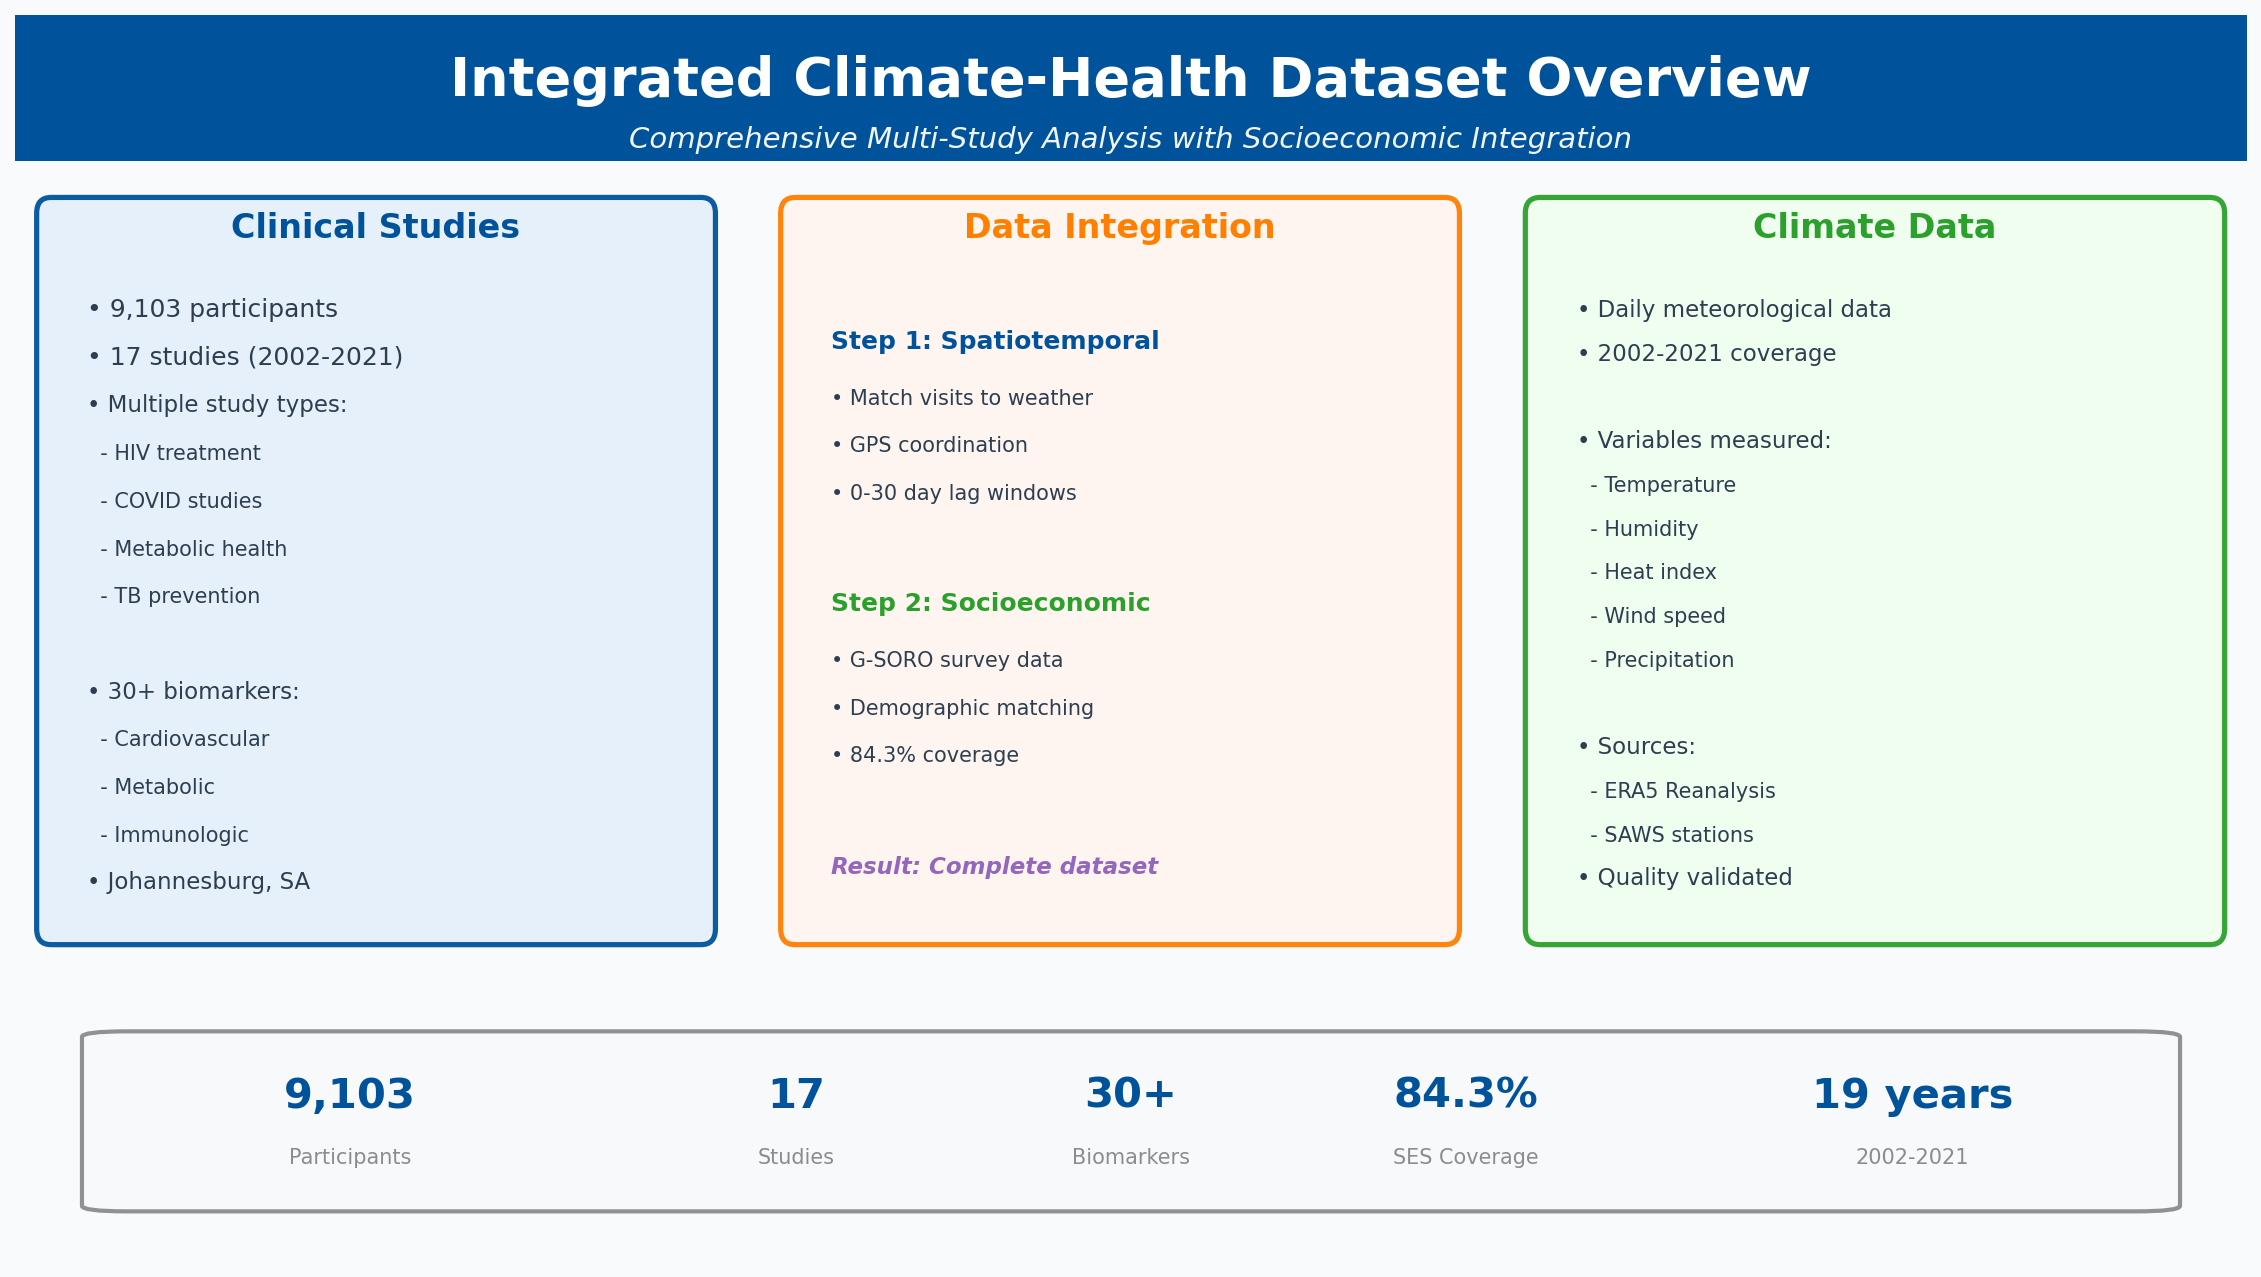 Integrated Climate-Health Dataset Overview
Comprehensive Multi-Study Analysis with Socioeconomic Integration
Clinical Studies
• 9,103 participants
• 17 studies (2002-2021)
• Multiple study types:
- HIV treatment
- COVID studies
- Metabolic health
- TB prevention
• 30+ biomarkers:
- Cardiovascular
- Metabolic
- Immunologic
• Johannesburg, SA
Data Integration
Step 1: Spatiotemporal
• Match visits to weather
• GPS coordination
• 0-30 day lag windows
Step 2: Socioeconomic
• G-SORO survey data
• Demographic matching
• 84.3% coverage
Result: Complete dataset
Climate Data
• Daily meteorological data
• 2002-2021 coverage
• Variables measured:
- Temperature
- Humidity
- Heat index
- Wind speed
- Precipitation
• Sources:
- ERA5 Reanalysis
- SAWS stations
• Quality validated
9,103
Participants
17
Studies
30+
Biomarkers
84.3%
SES Coverage
19 years
2002-2021